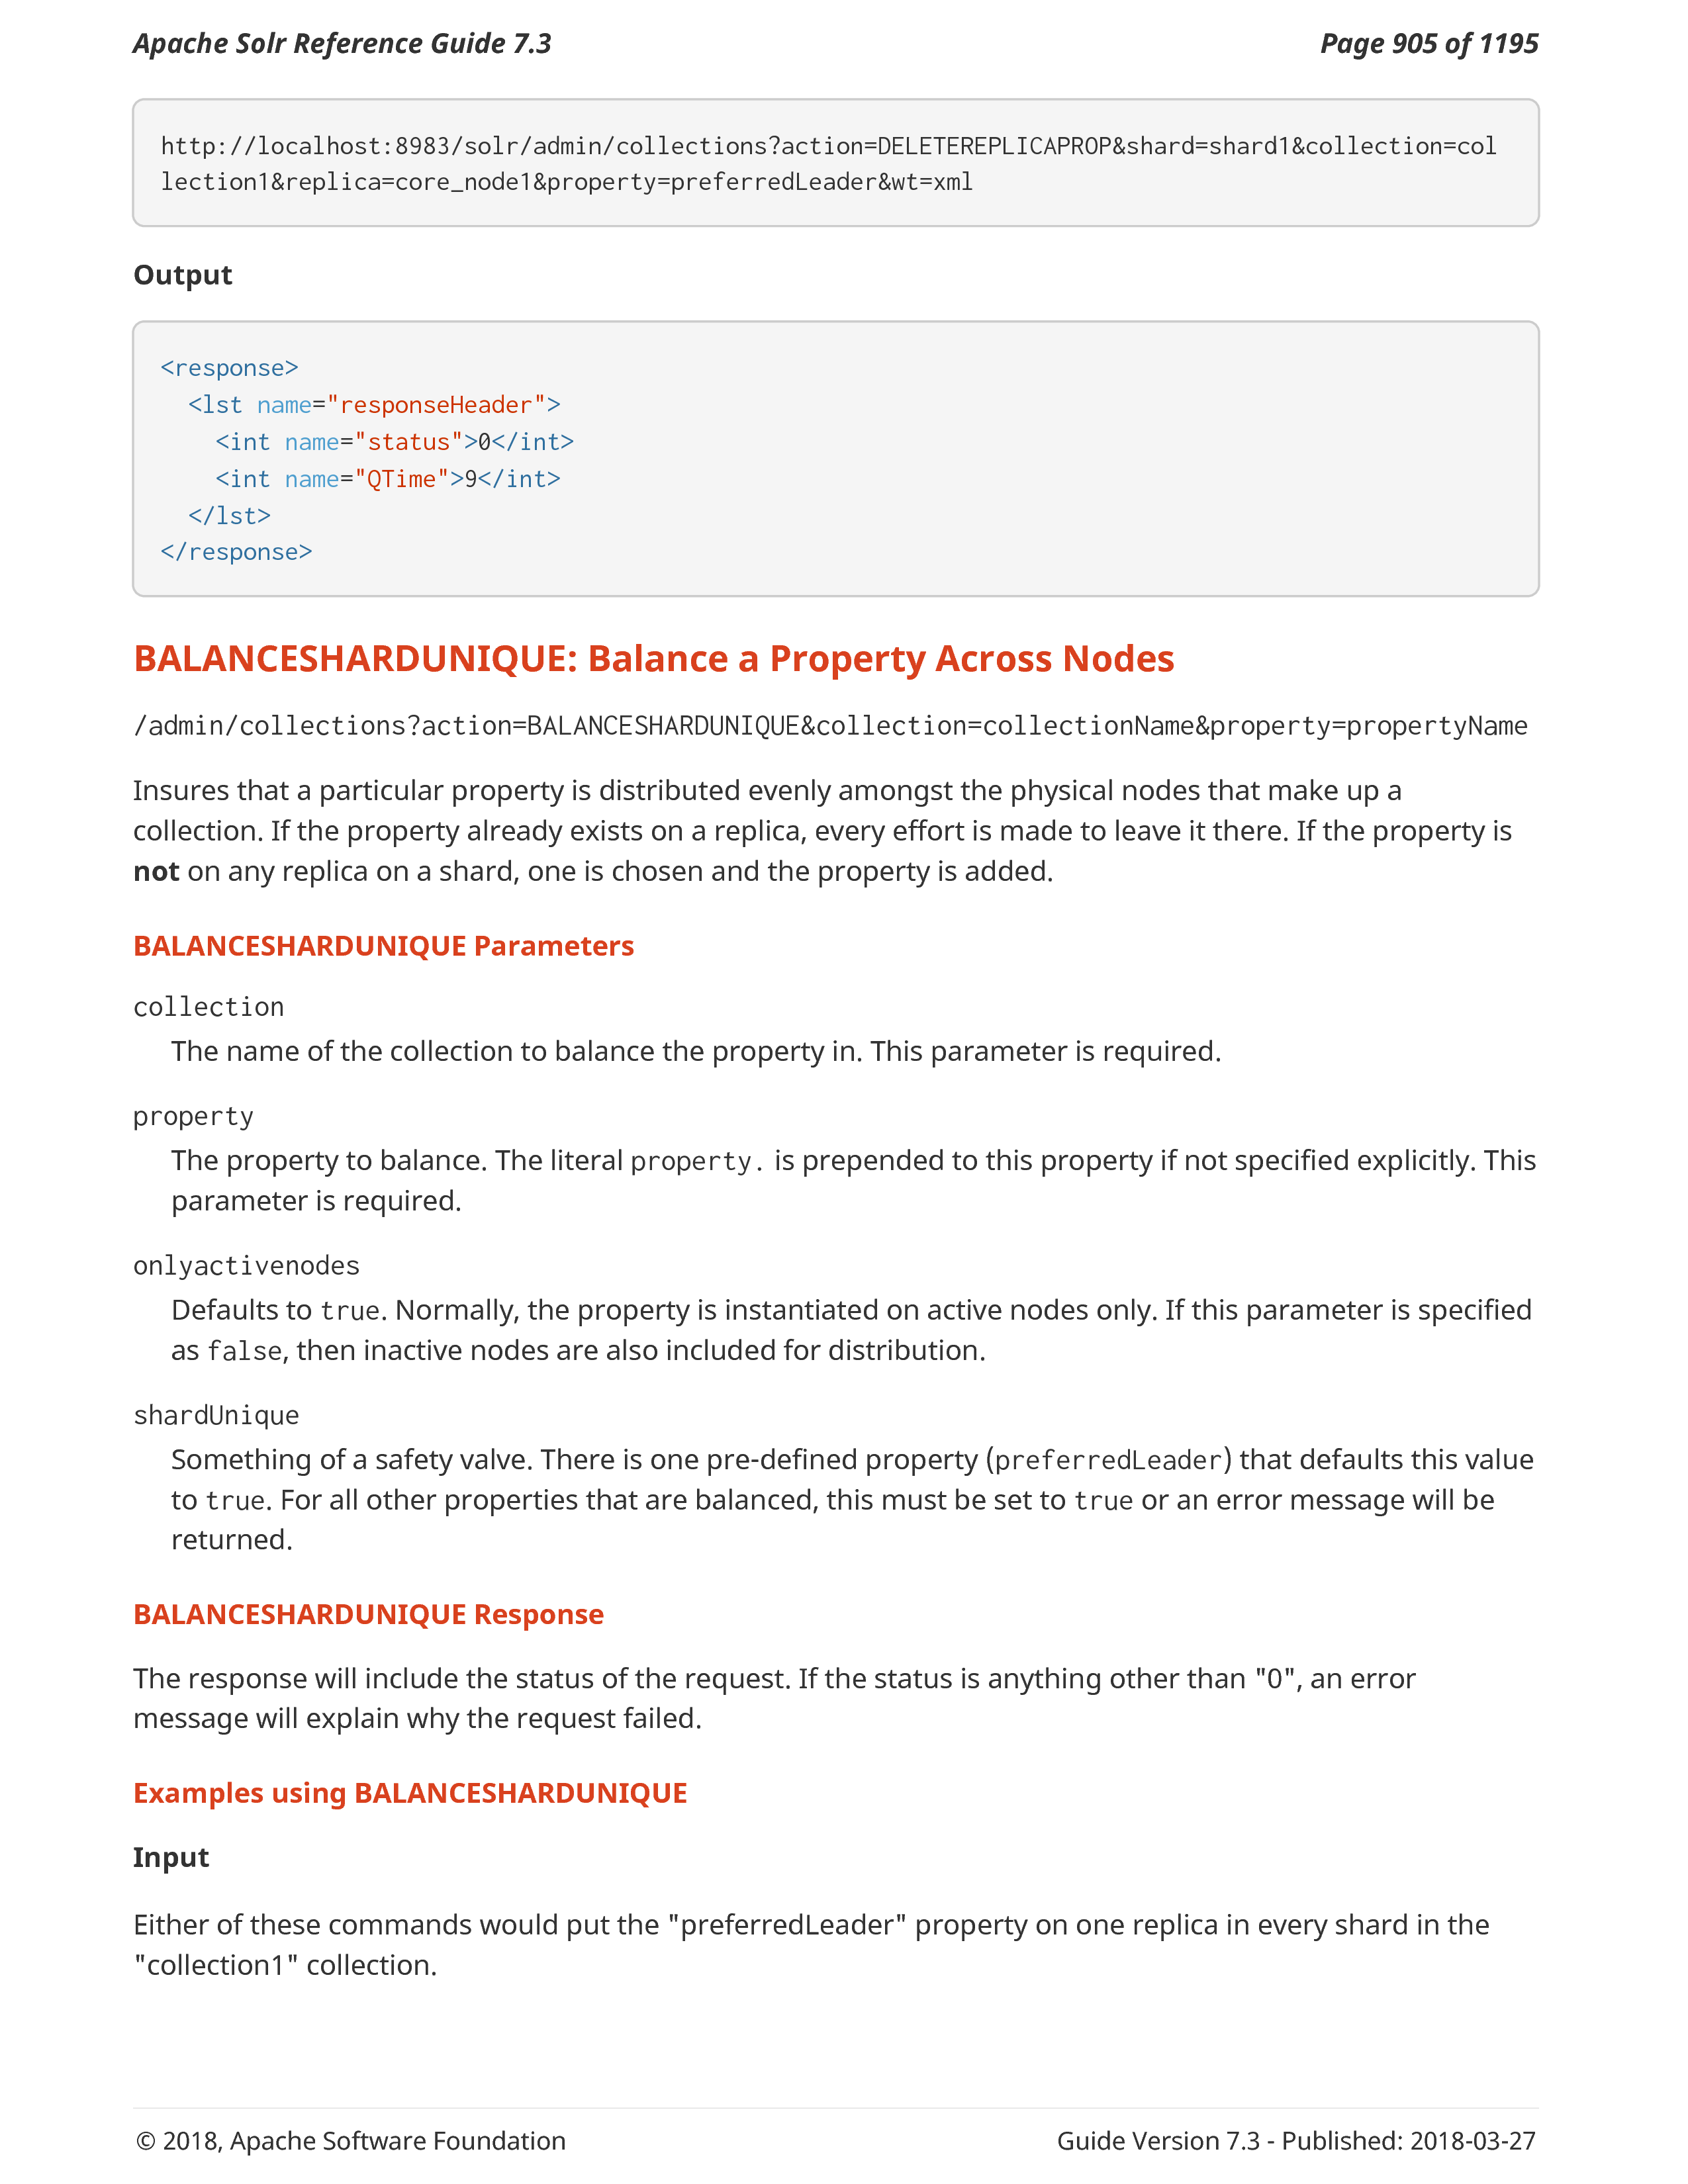 Apache Solr Reference Guide 7.3
Page 905 of 1195
http://localhost:8983/solr/admin/collections?action=DELETEREPLICAPROP&shard=shard1&collection=col
lection1&replica=core_node1&property=preferredLeader&wt=xml
Output
<response>
  <lst name="responseHeader">
    <int name="status">0</int>
    <int name="QTime">9</int>
  </lst>
</response>
BALANCESHARDUNIQUE: Balance a Property Across Nodes
/admin/collections?action=BALANCESHARDUNIQUE&collection=collectionName&property=propertyName
Insures that a particular property is distributed evenly amongst the physical nodes that make up a
collection. If the property already exists on a replica, every effort is made to leave it there. If the property is
not on any replica on a shard, one is chosen and the property is added.
BALANCESHARDUNIQUE Parameters
collection
The name of the collection to balance the property in. This parameter is required.
property
The property to balance. The literal property. is prepended to this property if not specified explicitly. This
parameter is required.
onlyactivenodes
Defaults to true. Normally, the property is instantiated on active nodes only. If this parameter is specified
as false, then inactive nodes are also included for distribution.
shardUnique
Something of a safety valve. There is one pre-defined property (preferredLeader) that defaults this value
to true. For all other properties that are balanced, this must be set to true or an error message will be
returned.
BALANCESHARDUNIQUE Response
The response will include the status of the request. If the status is anything other than "0", an error
message will explain why the request failed.
Examples using BALANCESHARDUNIQUE
Input
Either of these commands would put the "preferredLeader" property on one replica in every shard in the
"collection1" collection.
© 2018, Apache Software Foundation
Guide Version 7.3 - Published: 2018-03-27